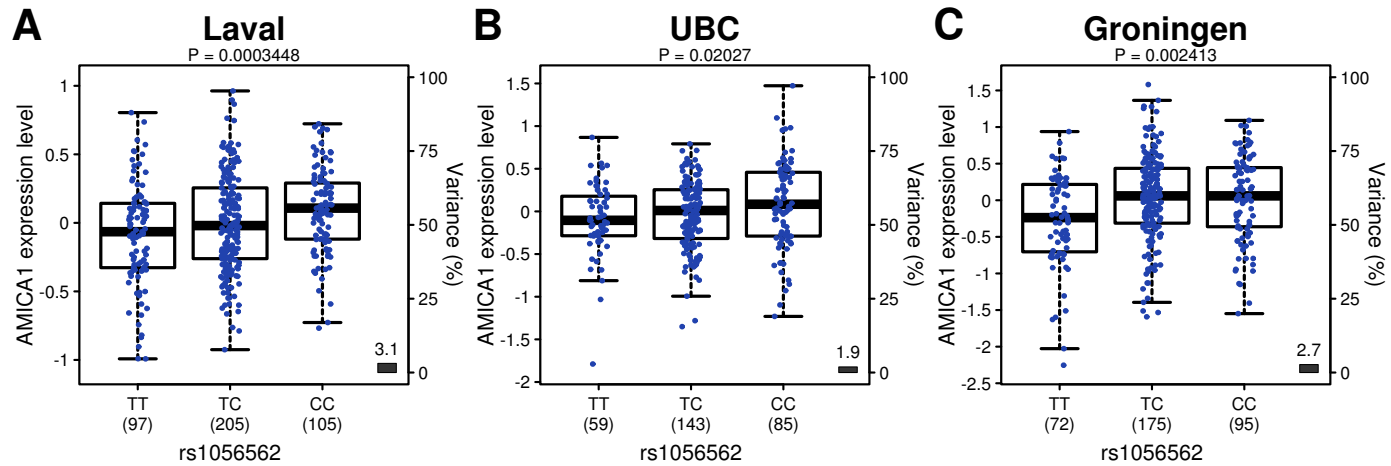 A
Laval
P = 0.0003448
AMICA1 expression level
1
0.5
0
-0.5
-1
100
75
50
25
0
Variance (%)
3.1
TT
TC
CC
(97)
(205)
(105)
rs1056562
B
UBC
P = 0.02027
AMICA1 expression level
1.5
1
0.5
0
-0.5
-1
-1.5
-2
100
75
50
25
0
Variance (%)
1.9
TT
TC
CC
(59)
(143)
(85)
rs1056562
C
Groningen
P = 0.002413
AMICA1 expression level
1.5
1
0.5
0
-0.5
-1
-1.5
-2
-2.5
100
75
50
25
0
Variance (%)
2.7
TT
TC
CC
(72)
(175)
(95)
rs1056562